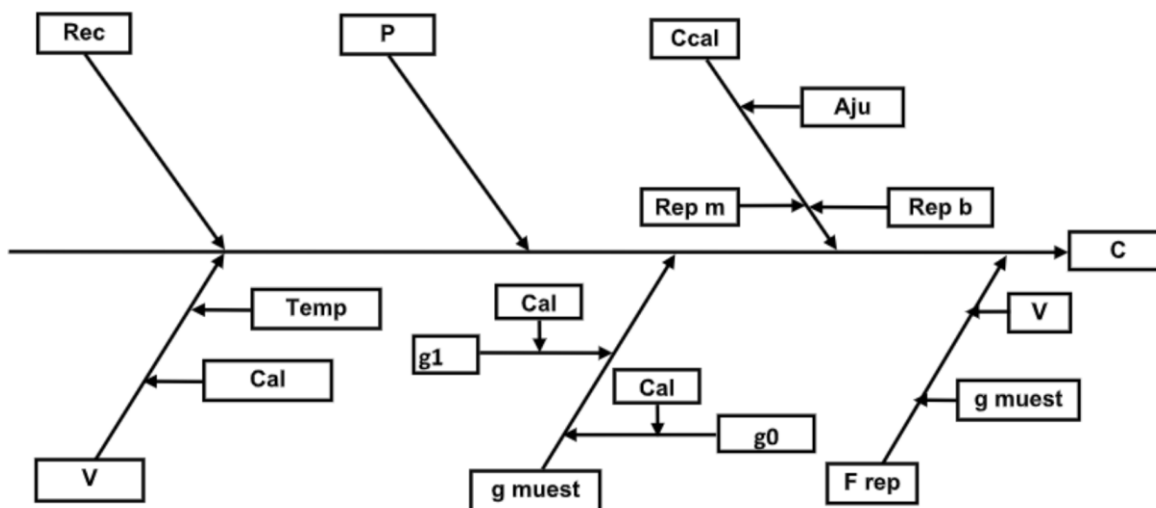 Rec
P
Ccal
Aju
Rep m
Rep b
C
Temp
Cal
V
Cal
g1
Cal
g0
g muest
V
g muest
F rep